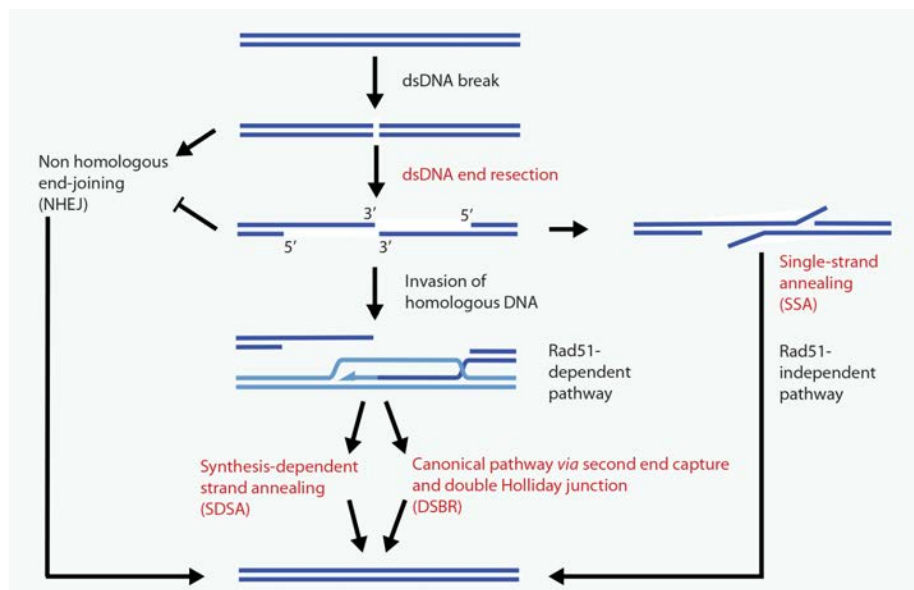 dsDNA break
Non homologous
end-joining
(NHEJ)
dsDNA end resection
3′
5′
5′
3′
Single-strand
annealing
(SSA)
Invasion of
homologous DNA
Rad51-
dependent
pathway
Rad51-
independent
pathway
Synthesis-dependent
strand annealing
(SDSA)
Canonical pathway via second end capture
and double Holliday junction
(DSBR)